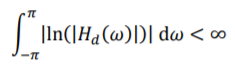 ∫_{-π}^{π} |ln(|H_d(ω)|)| dω < ∞